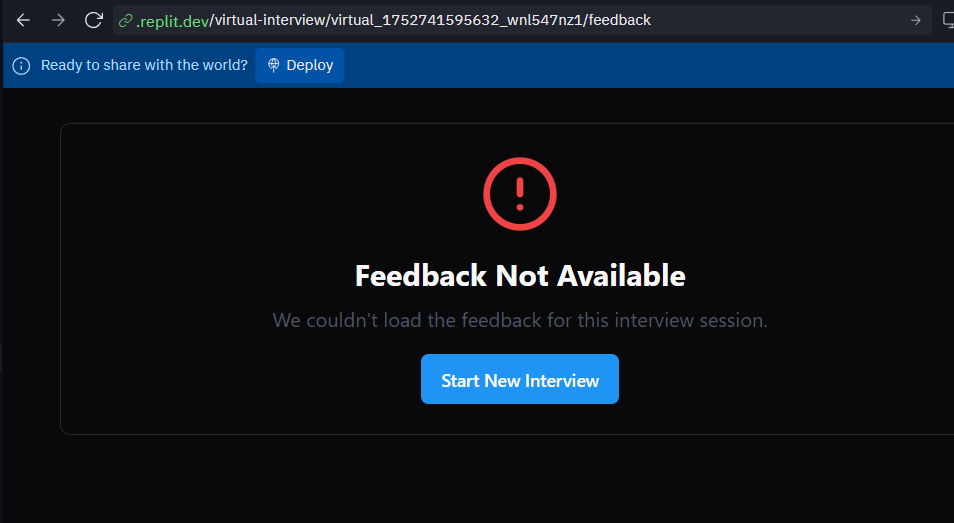 .replit.dev/virtual-interview/virtual_1752741595632_wnl547nz1/feedback
Ready to share with the world? Deploy
Feedback Not Available
We couldn't load the feedback for this interview session.
Start New Interview